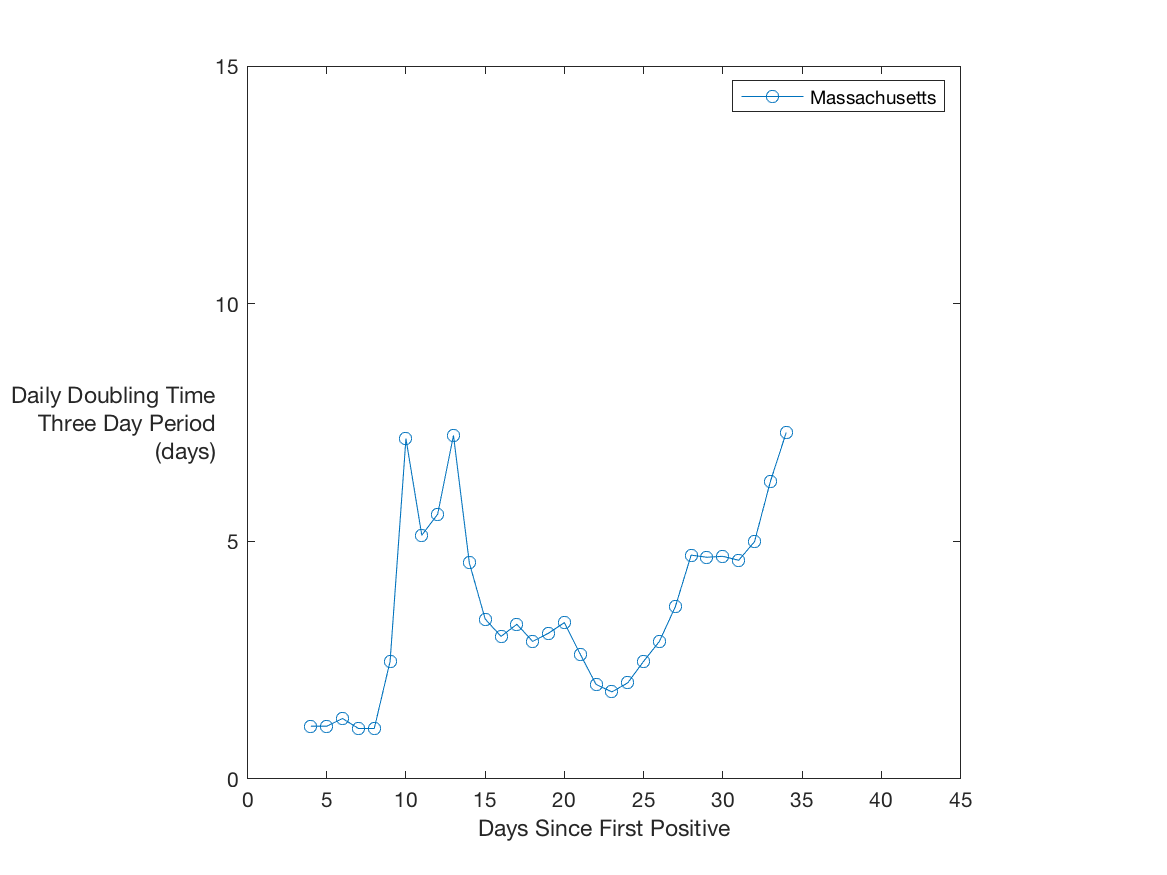 15
Massachusetts
10
Daily Doubling Time
Three Day Period
(days)
5
0
0 5 10 15 20 25 30 35 40 45
Days Since First Positive